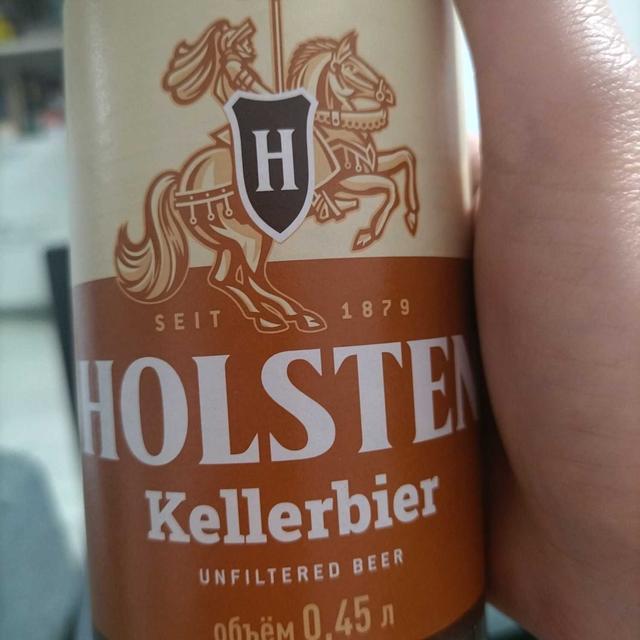 H
SEIT 1879
HOLSTEN
Kellerbier
UNFILTERED BEER
объём 0,45 л